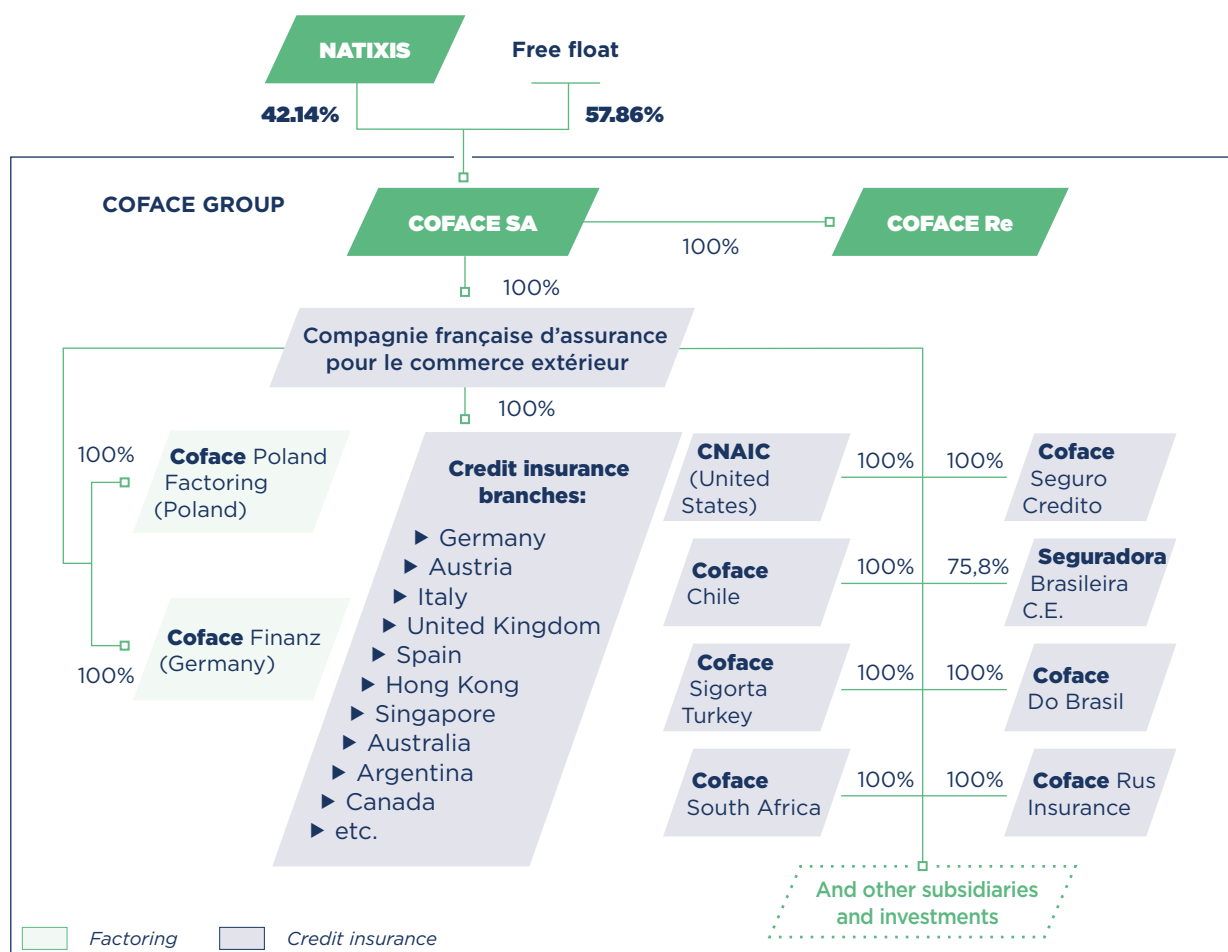 NATIXIS
Free float
42.14%
57.86%
COFACE GROUP
COFACE SA
COFACE Re
100%
100%
Compagnie française d'assurance
pour le commerce extérieur
100%
100%
Coface Poland
Factoring
(Poland)
Coface Finanz
(Germany)
100%
Credit insurance
branches:
▶ Germany
▶ Austria
▶ Italy
▶ United Kingdom
▶ Spain
▶ Hong Kong
▶ Singapore
▶ Australia
▶ Argentina
▶ Canada
▶ etc.
CNAIC
(United
States)
100%
100%
Coface
Seguro
Credito
Coface
Chile
100%
75,8%
Seguradora
Brasileira
C.E.
Coface
Sigorta
Turkey
100%
100%
Coface
Do Brasil
Coface
South Africa
100%
100%
Coface Rus
Insurance
And other subsidiaries
and investments
Factoring
Credit insurance